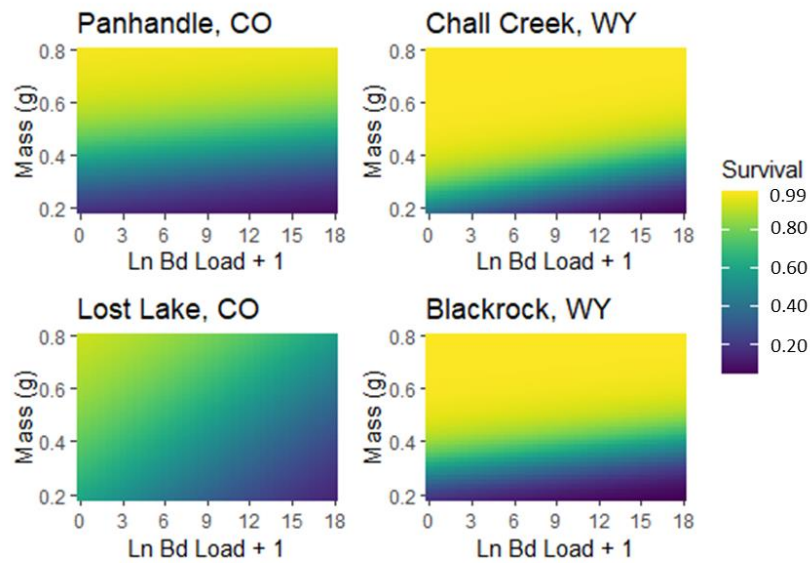 Panhandle, CO
Mass (g)
0.8
0.6
0.4
0.2
0 3 6 9 12 15 18
Ln Bd Load + 1
Chall Creek, WY
Mass (g)
0.8
0.6
0.4
0.2
0 3 6 9 12 15 18
Ln Bd Load + 1
Lost Lake, CO
Mass (g)
0.8
0.6
0.4
0.2
0 3 6 9 12 15 18
Ln Bd Load + 1
Blackrock, WY
Mass (g)
0.8
0.6
0.4
0.2
0 3 6 9 12 15 18
Ln Bd Load + 1
Survival
0.99
0.80
0.60
0.40
0.20